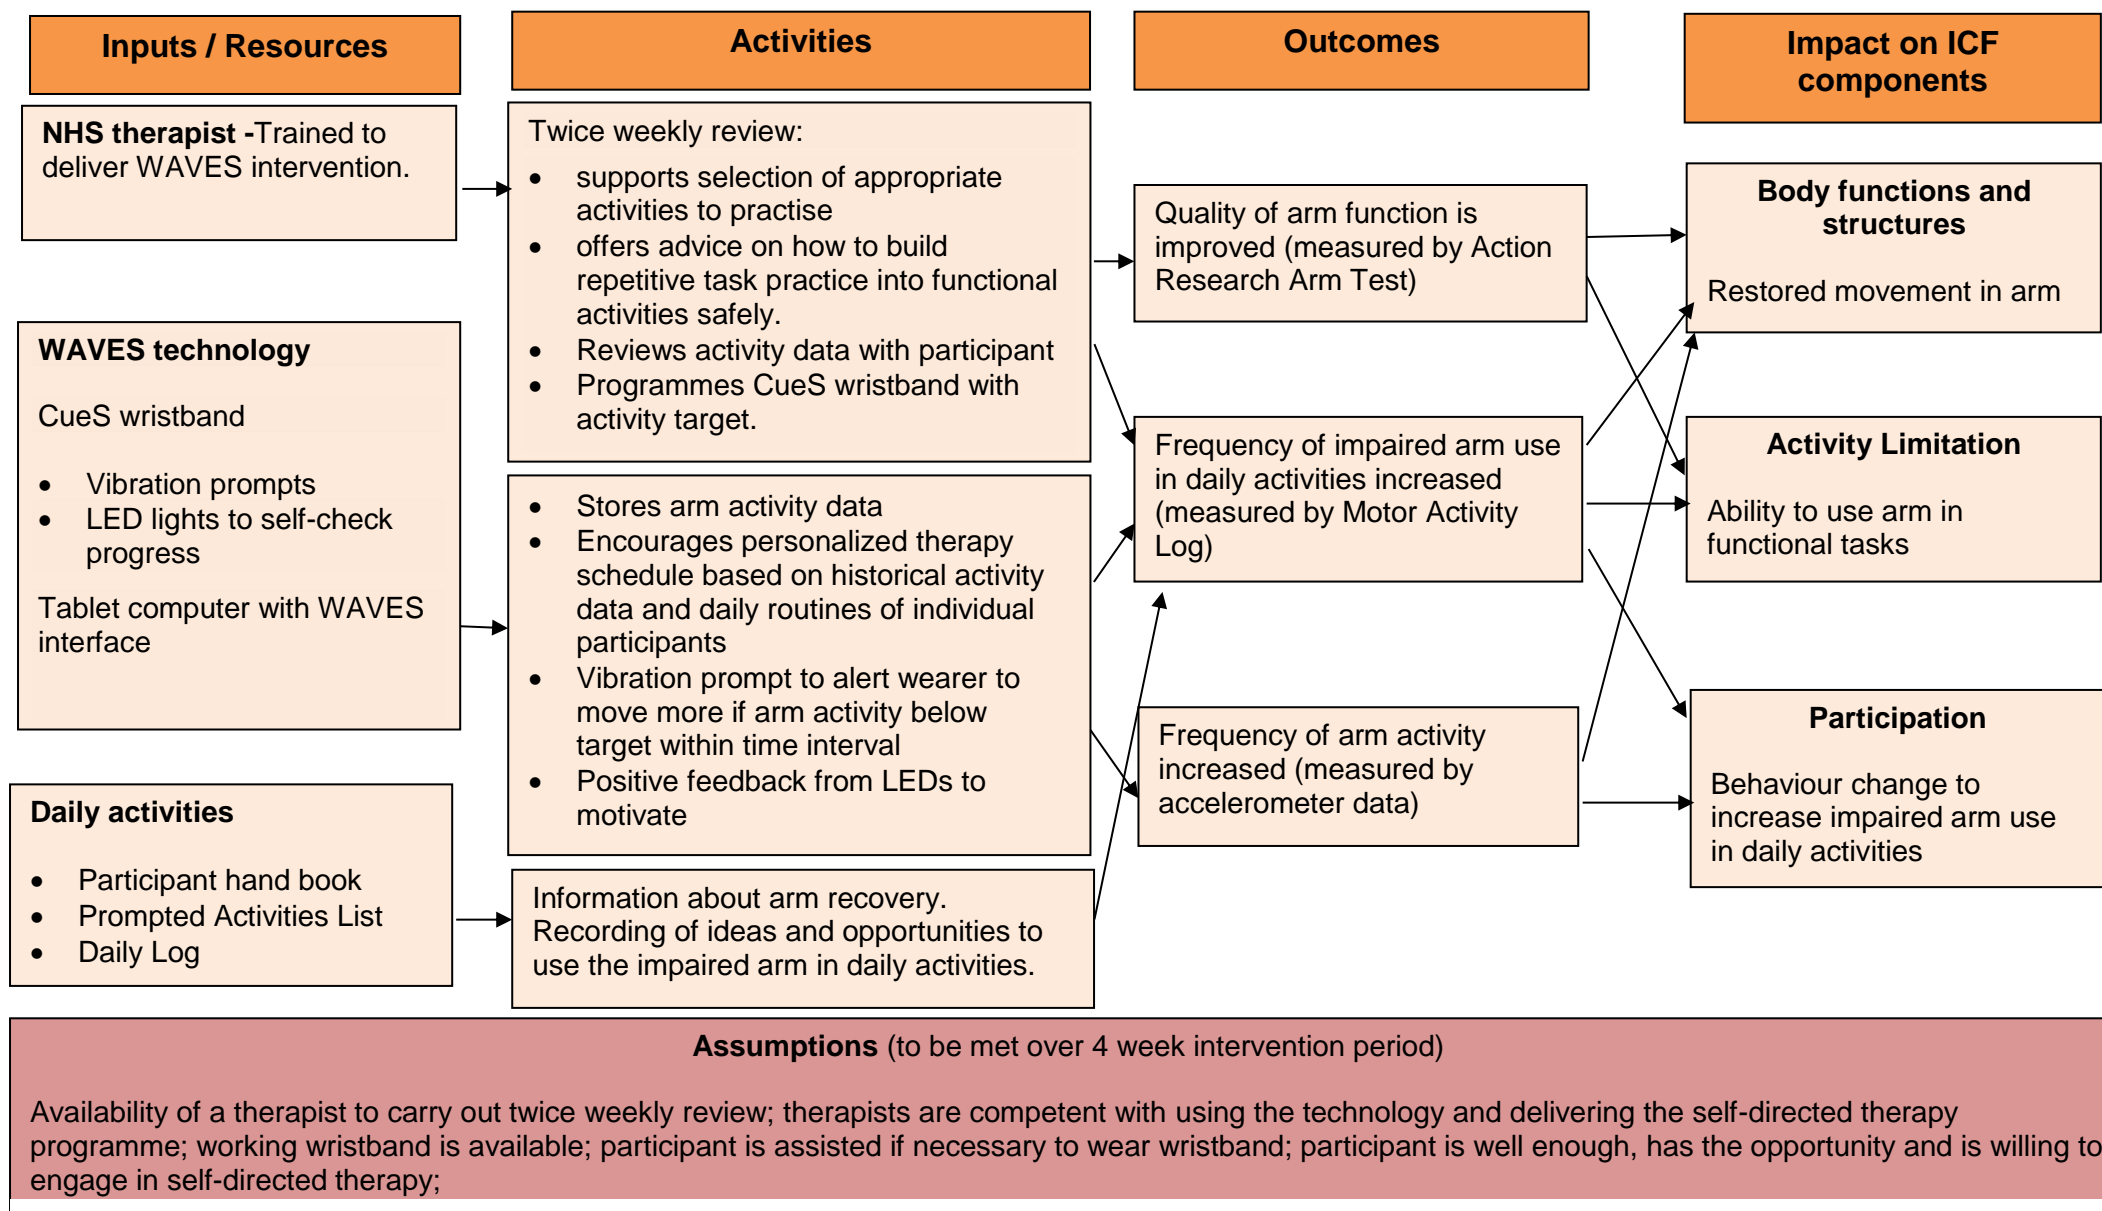 Inputs / Resources
NHS therapist -Trained to
deliver WAVES intervention.
WAVES technology
CueS wristband
• Vibration prompts
• LED lights to self-check
progress
Tablet computer with WAVES
interface
Daily activities
• Participant hand book
• Prompted Activities List
• Daily Log
Activities
Twice weekly review:
• supports selection of appropriate
activities to practise
• offers advice on how to build
repetitive task practice into functional
activities safely.
• Reviews activity data with participant
• Programmes CueS wristband with
activity target.
• Stores arm activity data
• Encourages personalized therapy
schedule based on historical activity
data and daily routines of individual
participants
• Vibration prompt to alert wearer to
move more if arm activity below
target within time interval
• Positive feedback from LEDs to
motivate
Information about arm recovery.
Recording of ideas and opportunities to
use the impaired arm in daily activities.
Outcomes
Quality of arm function is
improved (measured by Action
Research Arm Test)
Frequency of impaired arm use
in daily activities increased
(measured by Motor Activity
Log)
Frequency of arm activity
increased (measured by
accelerometer data)
Impact on ICF
components
Body functions and
structures
Restored movement in arm
Activity Limitation
Ability to use arm in
functional tasks
Participation
Behaviour change to
increase impaired arm use
in daily activities
Assumptions (to be met over 4 week intervention period)
Availability of a therapist to carry out twice weekly review; therapists are competent with using the technology and delivering the self-directed therapy
programme; working wristband is available; participant is assisted if necessary to wear wristband; participant is well enough, has the opportunity and is willing to
engage in self-directed therapy;